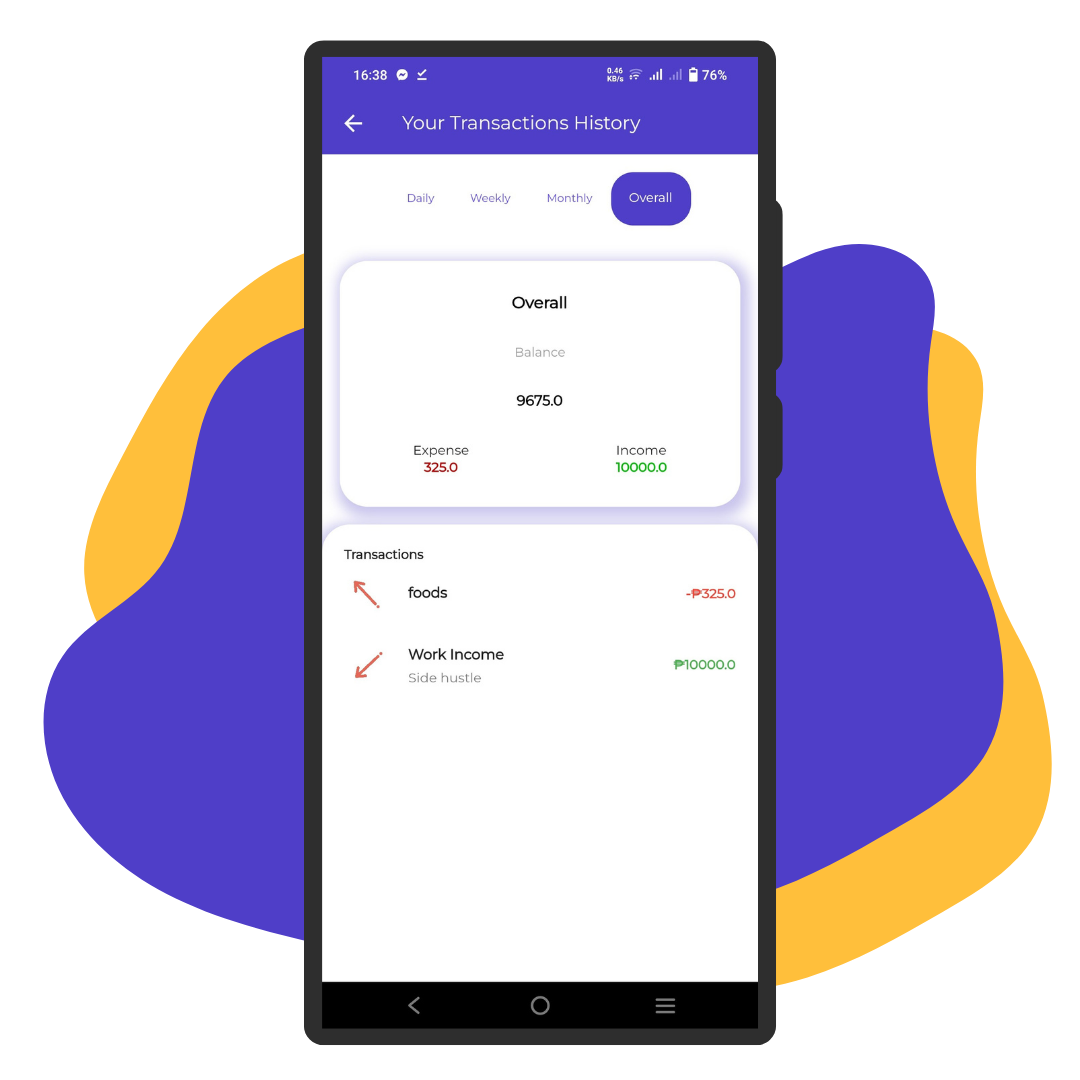 16:38 0.46 KB/s 76%
Your Transactions History
Daily Weekly Monthly Overall
Overall
Balance
9675.0
Expense Income
325.0 10000.0
Transactions
foods -₱325.0
Work Income ₱10000.0
Side hustle